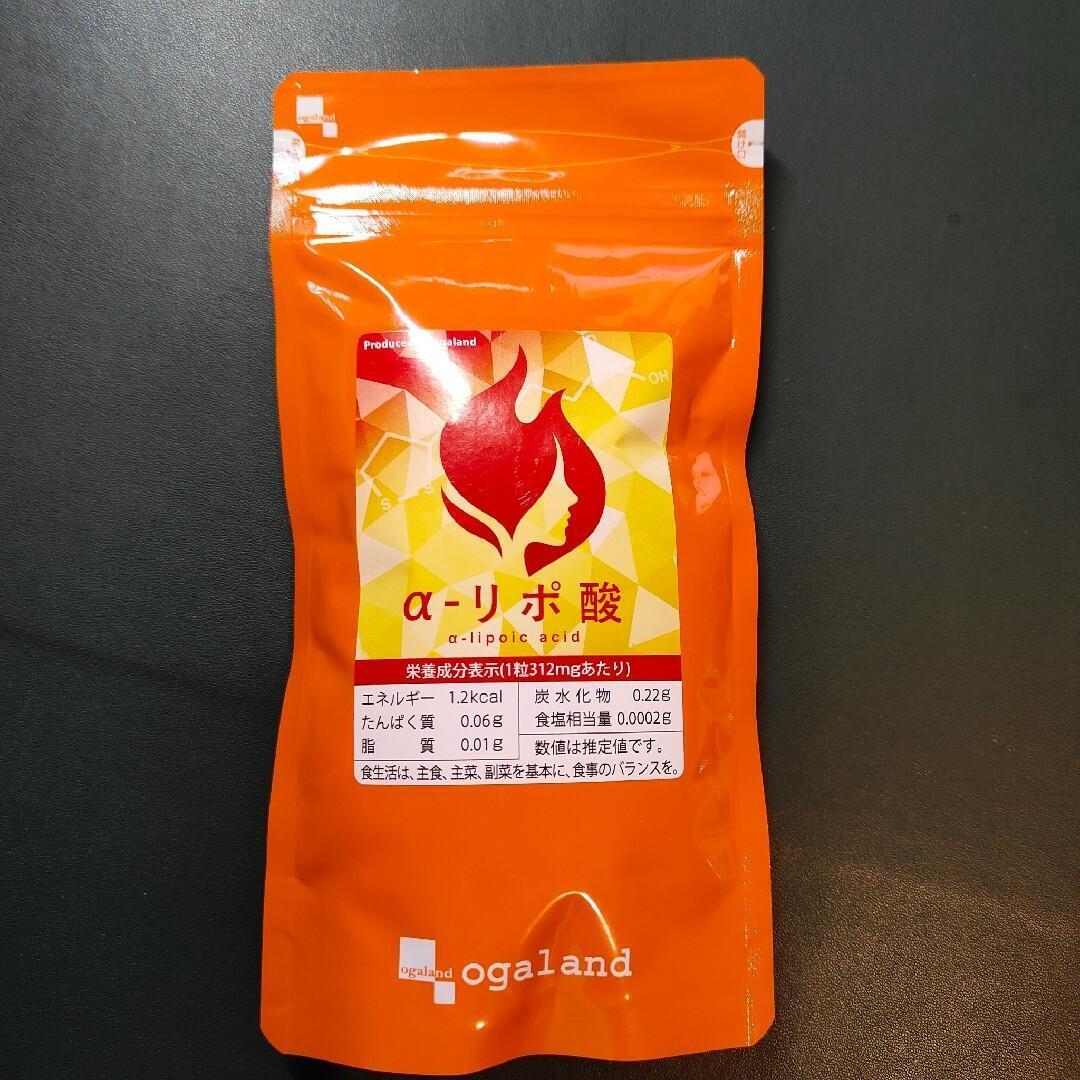 ogaland
開け口
Produced ogaland
OH
S
S
α-リポ酸
α-lipoic acid
栄養成分表示(1粒312mgあたり)
エネルギー 1.2kcal
たんぱく質 0.06g
脂質 0.01g
炭水化物 0.22g
食塩相当量 0.0002g
数値は推定値です。
食生活は、主食、主菜、副菜を基本に、食事のバランスを。
ogaland
ogaland